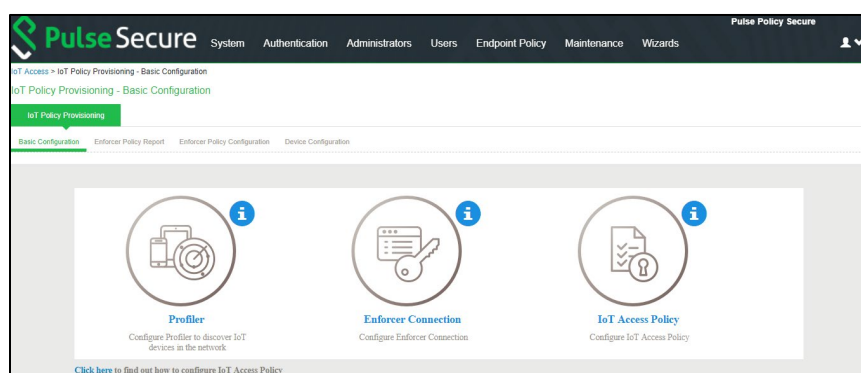 Pulse Policy Secure
Pulse Secure
System Authentication Administrators Users Endpoint Policy Maintenance Wizards
IoT Access > IoT Policy Provisioning - Basic Configuration
IoT Policy Provisioning - Basic Configuration
IoT Policy Provisioning
Basic Configuration Enforcer Policy Report Enforcer Policy Configuration Device Configuration
i i i
Profiler Enforcer Connection IoT Access Policy
Configure Profiler to discover IoT Configure Enforcer Connection Configure IoT Access Policy
devices in the network
Click here to find out how to configure IoT Access Policy